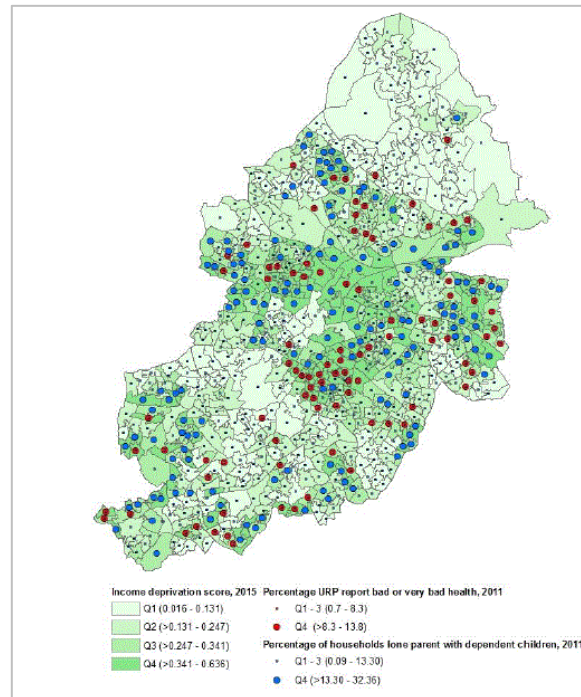 Income deprivation score, 2015
Q1 (0.016 - 0.131)
Q2 (>0.131 - 0.247)
Q3 (>0.247 - 0.341)
Q4 (>0.341 - 0.636)
Percentage URP report bad or very bad health, 2011
Q1 - 3 (0.7 - 8.3)
Q4 (>8.3 - 13.8)
Percentage of households lone parent with dependent children, 2011
Q1 - 3 (0.09 - 13.30)
Q4 (>13.30 - 32.36)